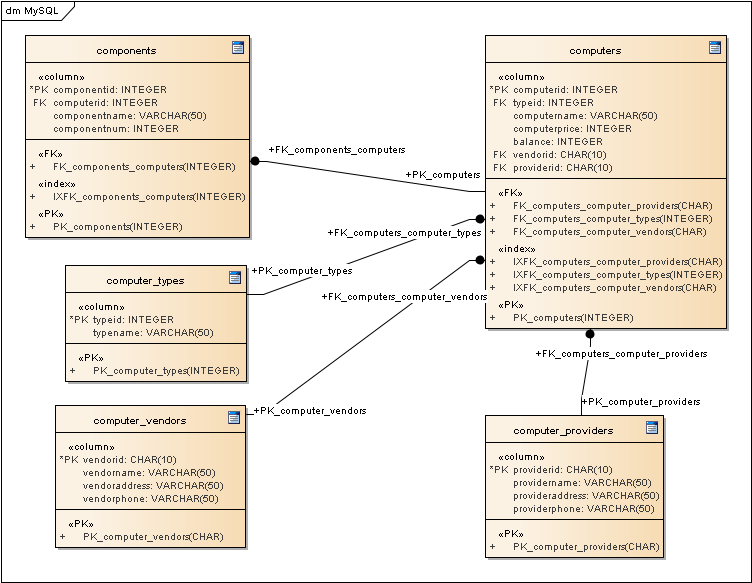 dm MySQL
components
«column»
*PK componentid: INTEGER
FK computerid: INTEGER
componentname: VARCHAR(50)
componentnum: INTEGER
«FK»
+ FK_components_computers(INTEGER)
«index»
+ IXFK_components_computers(INTEGER)
«PK»
+ PK_components(INTEGER)
computers
«column»
*PK computerid: INTEGER
FK typeid: INTEGER
computername: VARCHAR(50)
computerprice: INTEGER
balance: INTEGER
FK vendorid: CHAR(10)
FK providerid: CHAR(10)
«FK»
+ FK_computers_computer_providers(CHAR)
+ FK_computers_computer_types(INTEGER)
+ FK_computers_computer_vendors(CHAR)
«index»
+ IXFK_computers_computer_providers(CHAR)
+ IXFK_computers_computer_types(INTEGER)
+ IXFK_computers_computer_vendors(CHAR)
«PK»
+ PK_computers(INTEGER)
+FK_components_computers
+PK_computers
+FK_computers_computer_types
+PK_computer_types
+FK_computers_computer_vendors
+PK_computer_vendors
+FK_computers_computer_providers
+PK_computer_providers
computer_types
«column»
*PK typeid: INTEGER
typename: VARCHAR(50)
«PK»
+ PK_computer_types(INTEGER)
computer_vendors
«column»
*PK vendorid: CHAR(10)
vendorname: VARCHAR(50)
vendoraddress: VARCHAR(50)
vendorphone: VARCHAR(50)
«PK»
+ PK_computer_vendors(CHAR)
computer_providers
«column»
*PK providerid: CHAR(10)
providername: VARCHAR(50)
provideraddress: VARCHAR(50)
providerphone: VARCHAR(50)
«PK»
+ PK_computer_providers(CHAR)